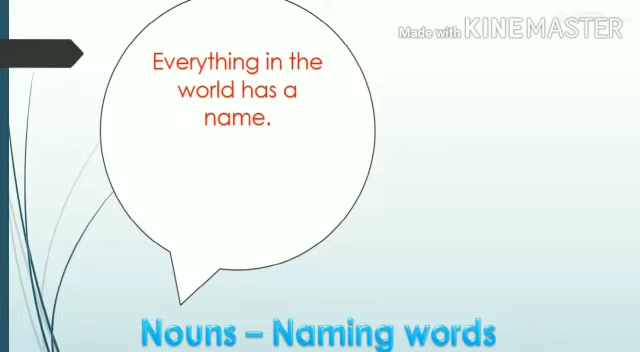 Made with KINEMASTER
Everything in the
world has a
name.
Nouns – Naming words